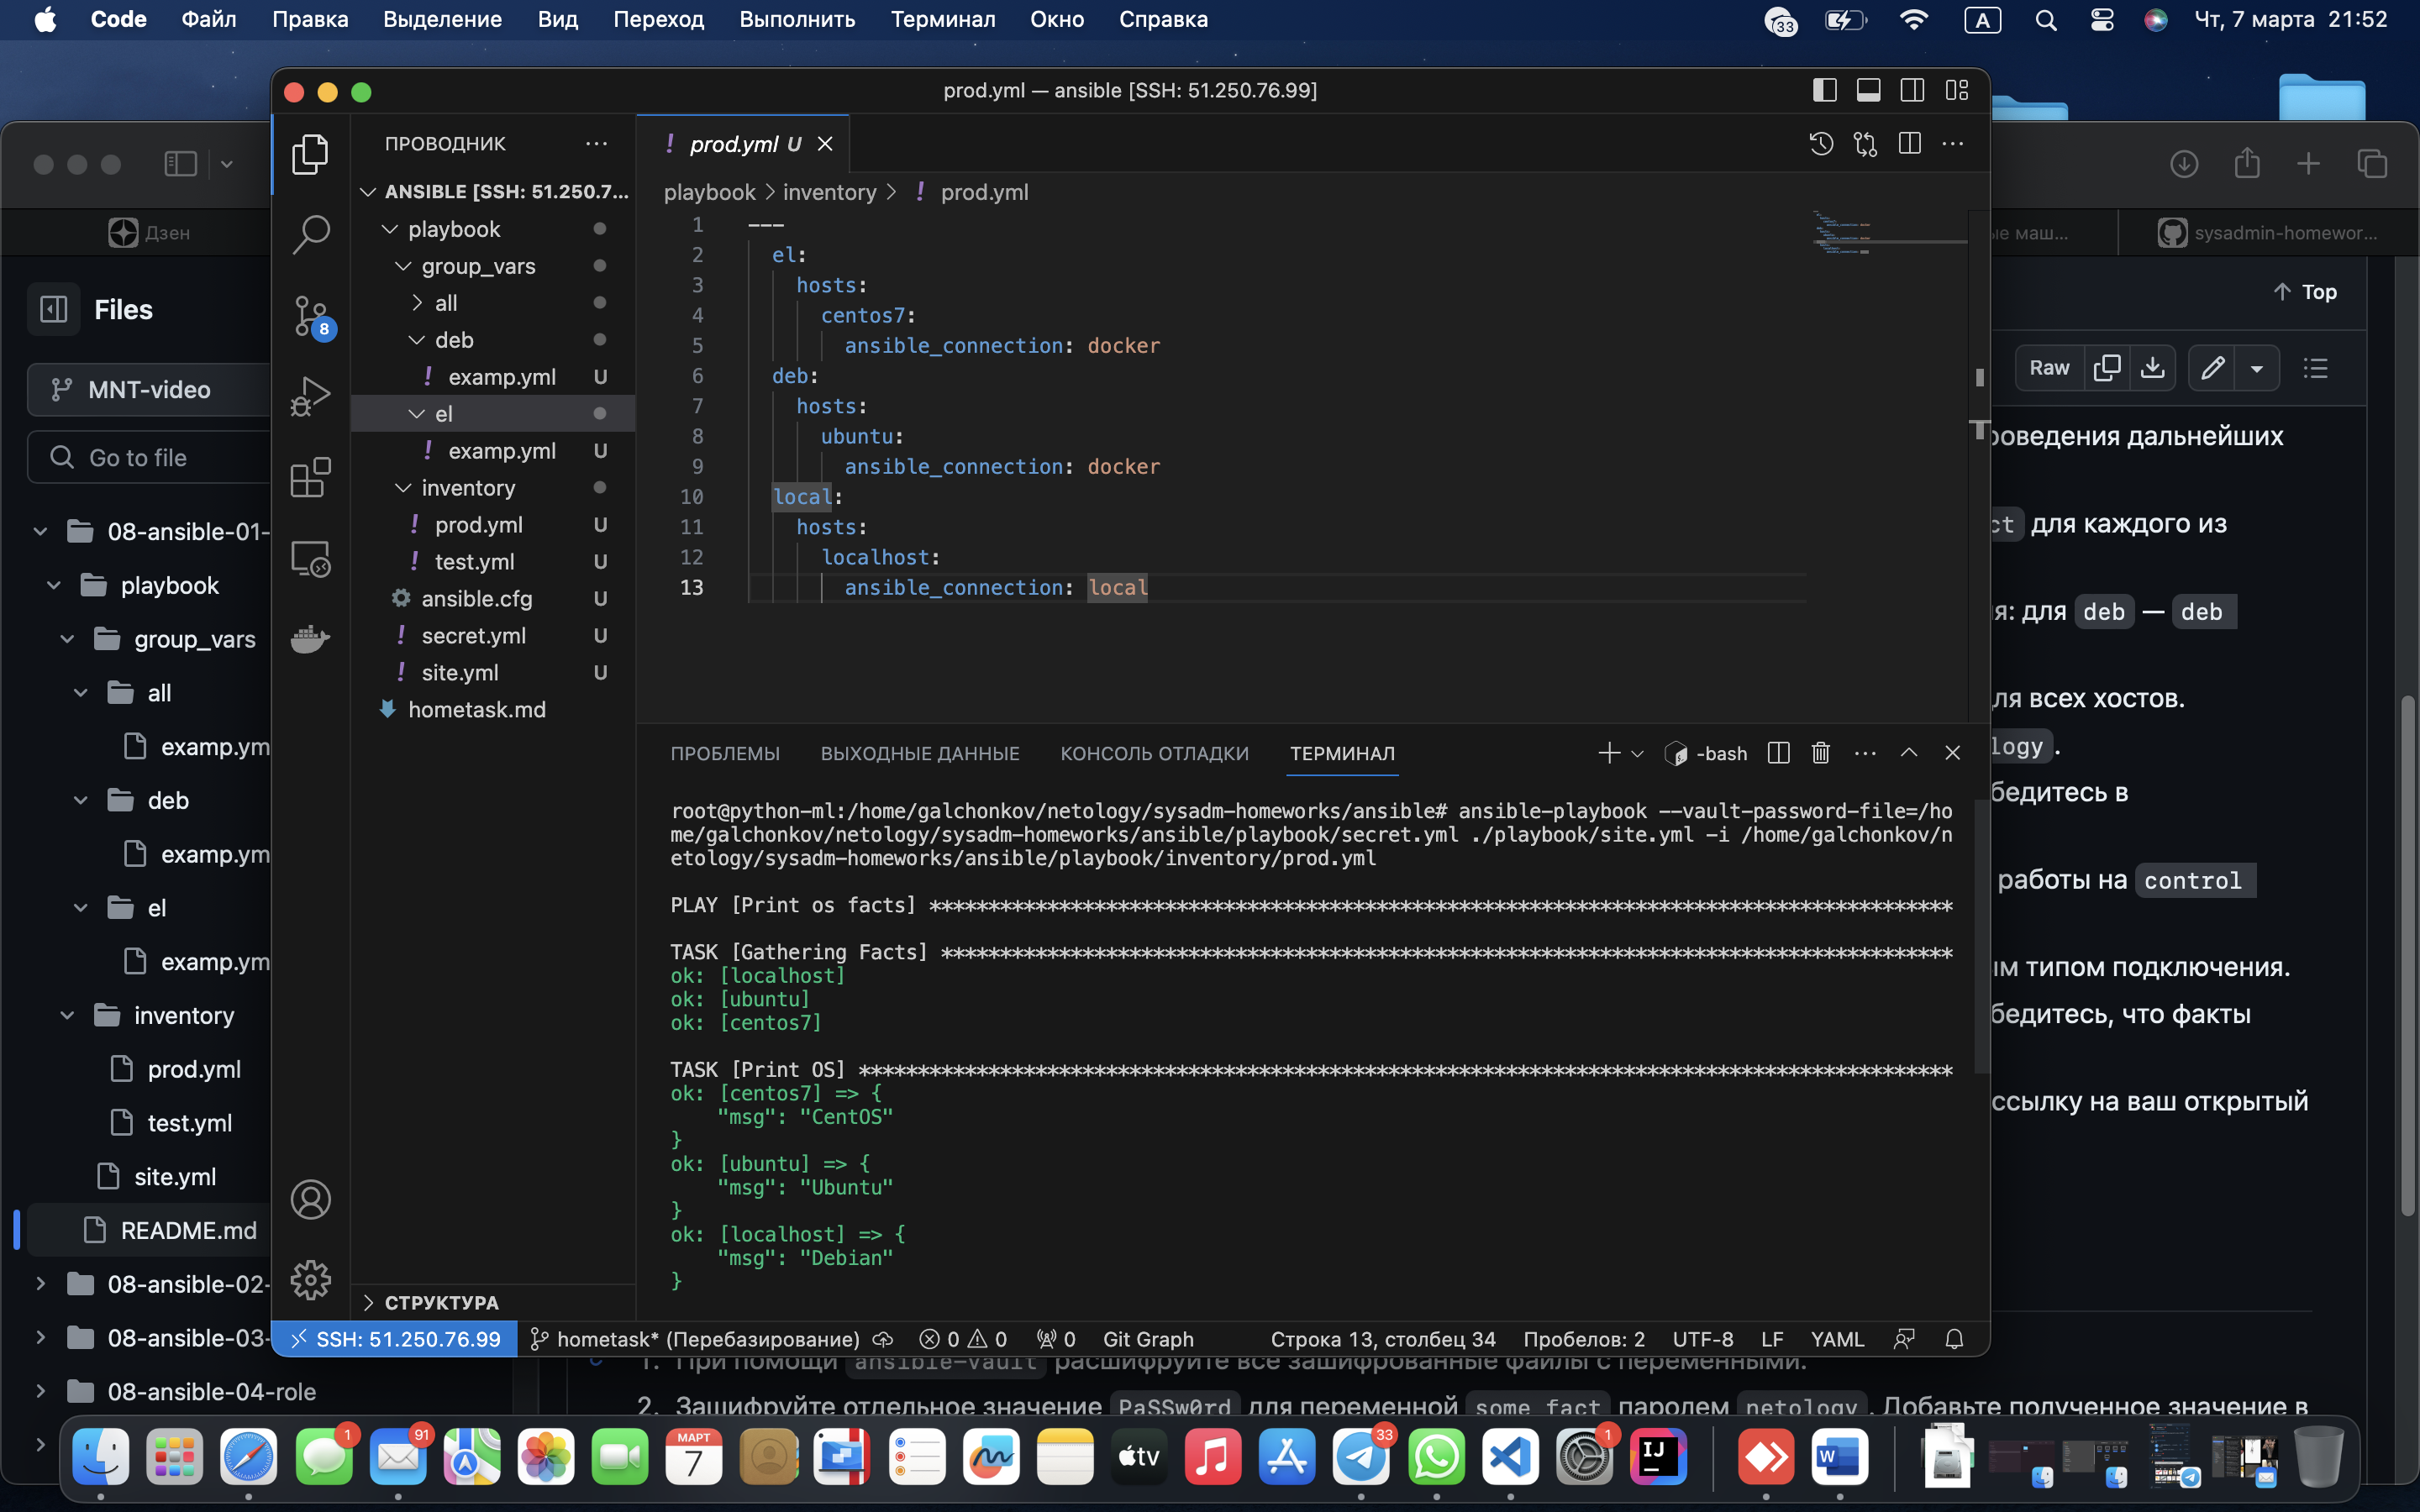 Code Файл Правка Выделение Вид Переход Выполнить Терминал Окно Справка
33 A Чт, 7 марта 21:52
prod.yml — ansible [SSH: 51.250.76.99]
Дзен
sysadmin-homewor...
Files
MNT-video
Go to file
08-ansible-01-
playbook
group_vars
all
examp.ym
deb
examp.ym
el
examp.ym
inventory
prod.yml
test.yml
site.yml
README.md
08-ansible-02-
08-ansible-03-
08-ansible-04-role
ПРОВОДНИК
ANSIBLE [SSH: 51.250.7...
playbook
group_vars
all
deb
! examp.yml U
el
! examp.yml U
inventory
! prod.yml U
! test.yml U
ansible.cfg U
! secret.yml U
! site.yml U
hometask.md
СТРУКТУРА
8
! prod.yml U
playbook > inventory > ! prod.yml
1 ---
2 el:
3 hosts:
4 centos7:
5 ansible_connection: docker
6 deb:
7 hosts:
8 ubuntu:
9 ansible_connection: docker
10 local:
11 hosts:
12 localhost:
13 ansible_connection: local
ПРОБЛЕМЫ ВЫХОДНЫЕ ДАННЫЕ КОНСОЛЬ ОТЛАДКИ ТЕРМИНАЛ
-bash
root@python-ml:/home/galchonkov/netology/sysadm-homeworks/ansible# ansible-playbook --vault-password-file=/ho
me/galchonkov/netology/sysadm-homeworks/ansible/playbook/secret.yml ./playbook/site.yml -i /home/galchonkov/n
etology/sysadm-homeworks/ansible/playbook/inventory/prod.yml
PLAY [Print os facts] ***************************************************************************************
TASK [Gathering Facts] **************************************************************************************
ok: [localhost]
ok: [ubuntu]
ok: [centos7]
TASK [Print OS] *********************************************************************************************
ok: [centos7] => {
"msg": "CentOS"
}
ok: [ubuntu] => {
"msg": "Ubuntu"
}
ok: [localhost] => {
"msg": "Debian"
}
SSH: 51.250.76.99 hometask* (Перебазирование) 0 0 0 Git Graph Строка 13, столбец 34 Пробелов: 2 UTF-8 LF YAML
Top
Raw
дальнейших
для каждого из
для deb — deb
всех хостов.
работы на control
типом подключения.
что факты
ссылку на ваш открытый
1. При помощи ansible-vault расшифруйте все зашифрованные файлы с переменными.
2. Зашифруйте отдельное значение PaSSw0rd для переменной some_fact паролем netology. Добавьте полученное значение в
1
91
МАРТ
7
tv
33
1
IJ
W